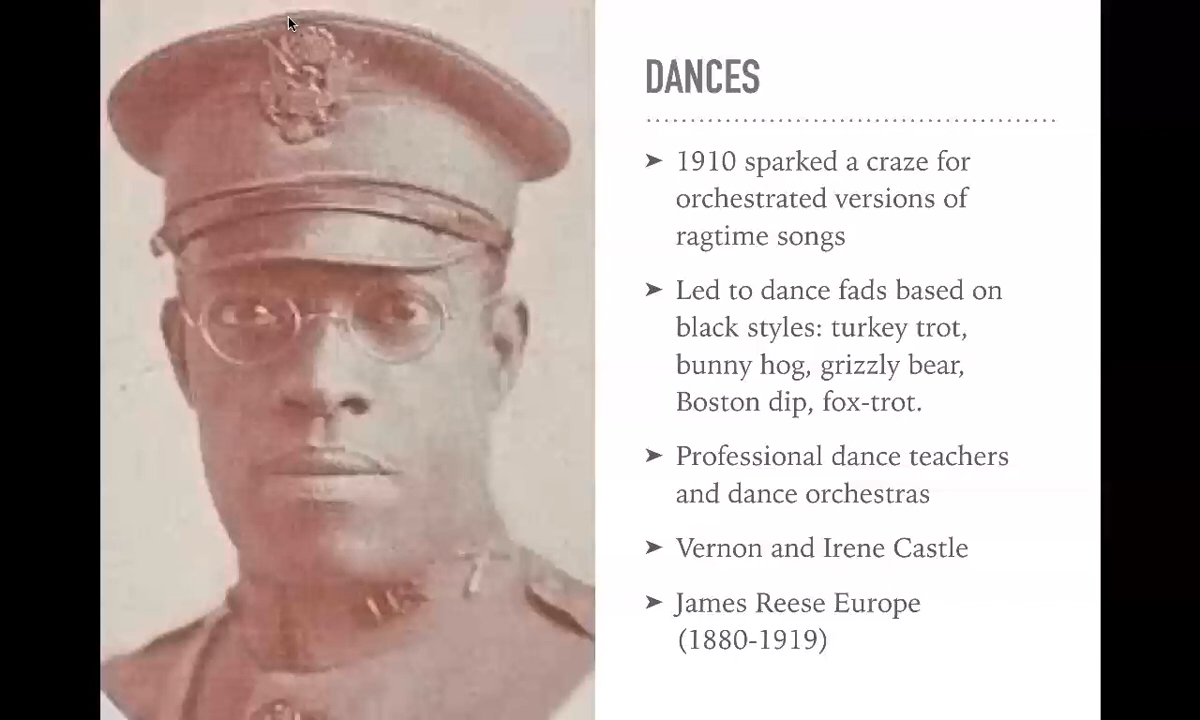 DANCES
➤ 1910 sparked a craze for
orchestrated versions of
ragtime songs
➤ Led to dance fads based on
black styles: turkey trot,
bunny hog, grizzly bear,
Boston dip, fox-trot.
➤ Professional dance teachers
and dance orchestras
➤ Vernon and Irene Castle
➤ James Reese Europe
(1880-1919)